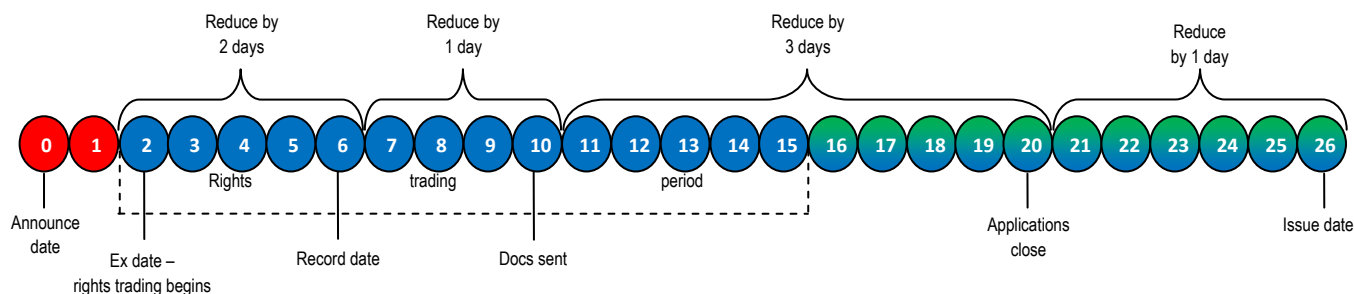 Reduce by
2 days
Reduce by
1 day
Reduce by
3 days
Reduce
by 1 day
0 1 2 3 4 5 6 7 8 9 10 11 12 13 14 15 16 17 18 19 20 21 22 23 24 25 26
Rights trading period
Announce
date
Ex date –
rights trading begins
Record date
Docs sent
Applications
close
Issue date